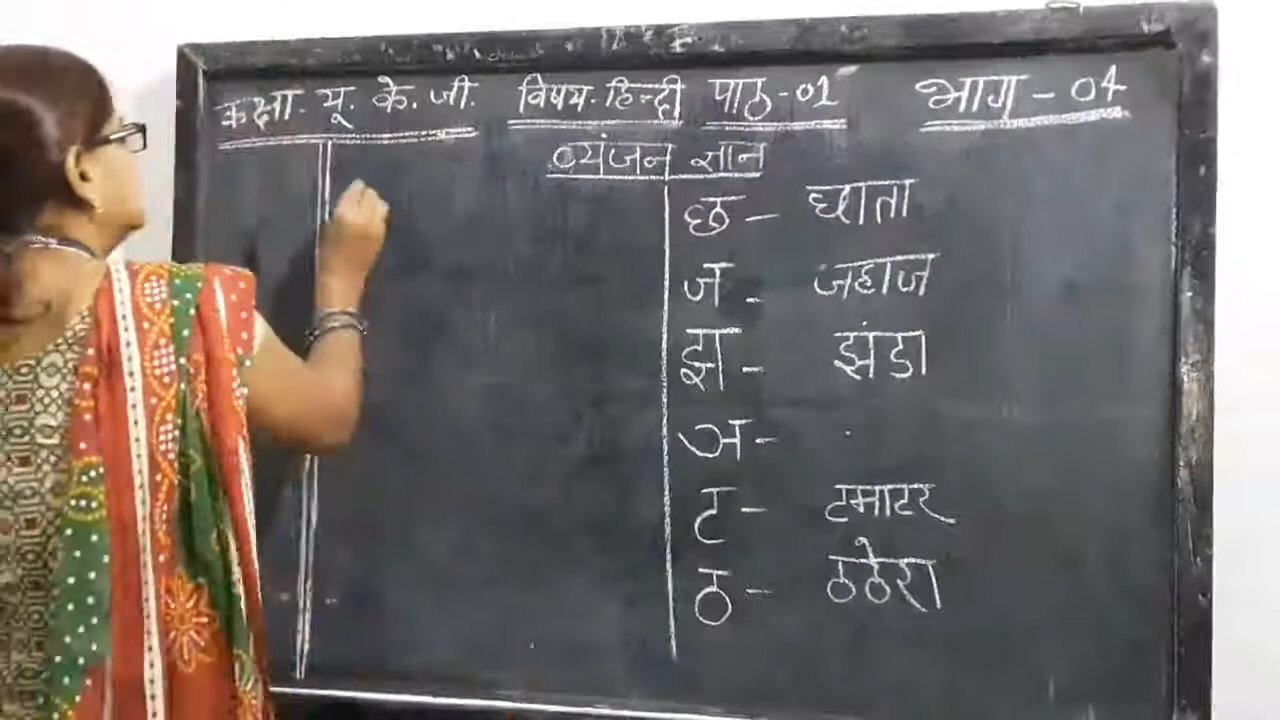 कक्षा- यू. के. जी. विषय- हिन्दी पाठ-01 भाग-04
व्यंजन ज्ञान
छ- छाता
ज- जहाज
झ- झंडा
ञ-
ट- टमाटर
ठ- ठठेरा